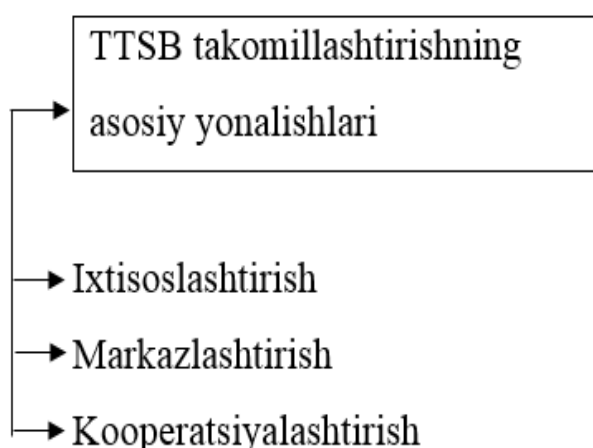 TTSB takomillashtirishning
asosiy yonalishlari
Ixtisoslashtirish
Markazlashtirish
Kooperatsiyalashtirish